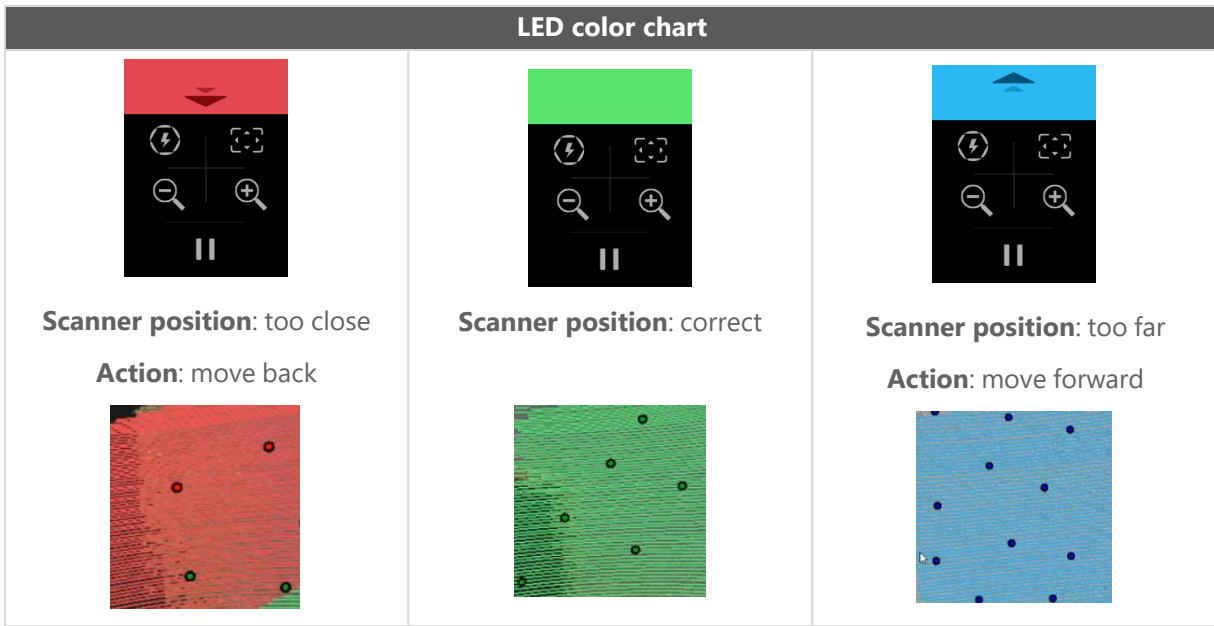 LED color chart
Scanner position: too close
Action: move back
Scanner position: correct
Scanner position: too far
Action: move forward